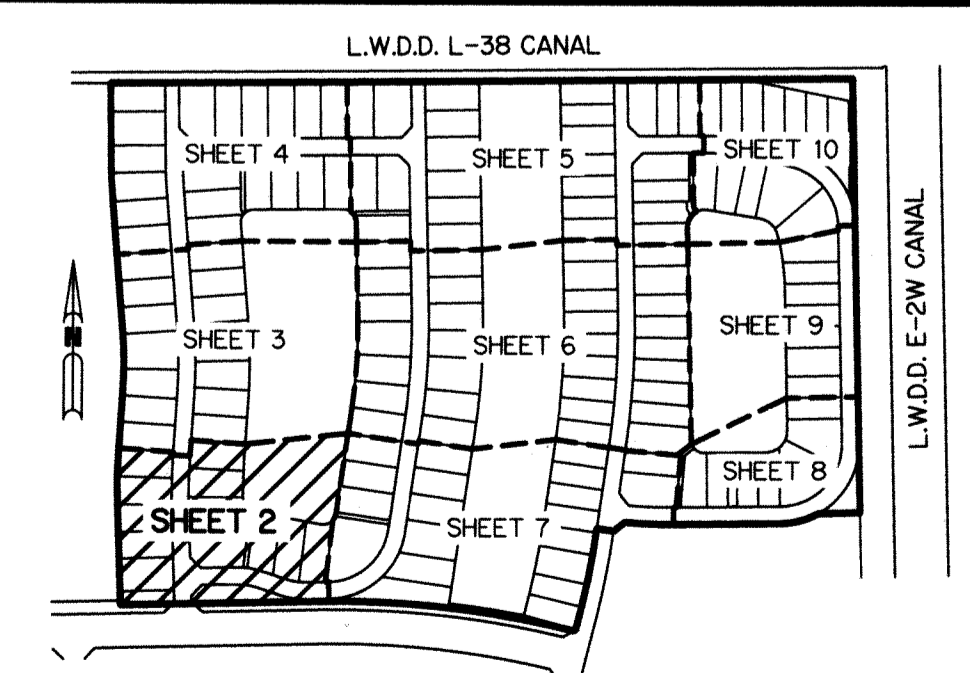 L.W.D.D. L-38 CANAL
SHEET 4
SHEET 5
SHEET 10
N
SHEET 3
SHEET 6
SHEET 9
L.W.D.D. E-2W CANAL
SHEET 8
SHEET 2
SHEET 7